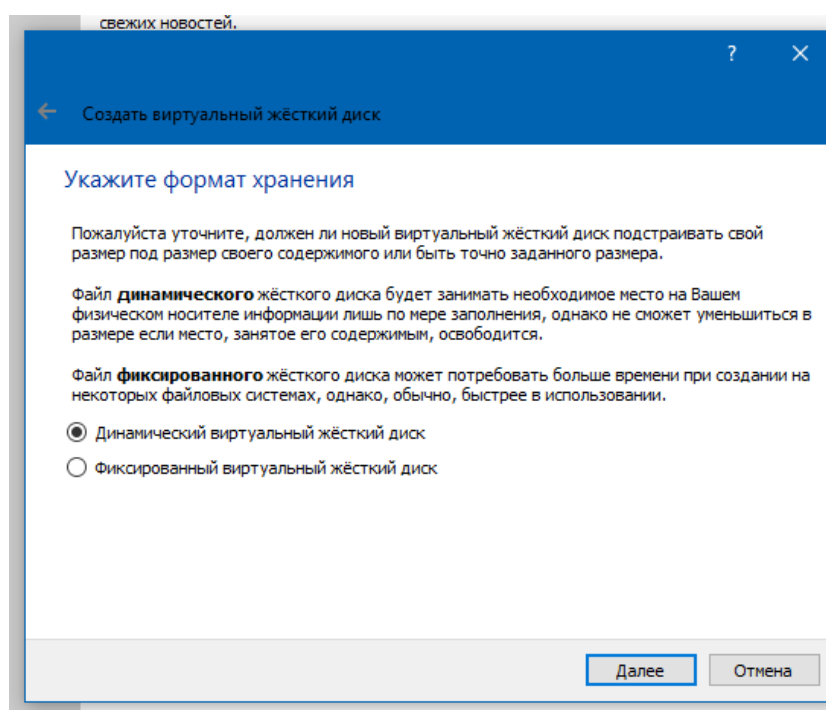 свежих новостей.
?
Создать виртуальный жёсткий диск
Укажите формат хранения
Пожалуйста уточните, должен ли новый виртуальный жёсткий диск подстраивать свой
размер под размер своего содержимого или быть точно заданного размера.
Файл динамического жёсткого диска будет занимать необходимое место на Вашем
физическом носителе информации лишь по мере заполнения, однако не сможет уменьшиться в
размере если место, занятое его содержимым, освободится.
Файл фиксированного жёсткого диска может потребовать больше времени при создании на
некоторых файловых системах, однако, обычно, быстрее в использовании.
Динамический виртуальный жёсткий диск
Фиксированный виртуальный жёсткий диск
Далее
Отмена